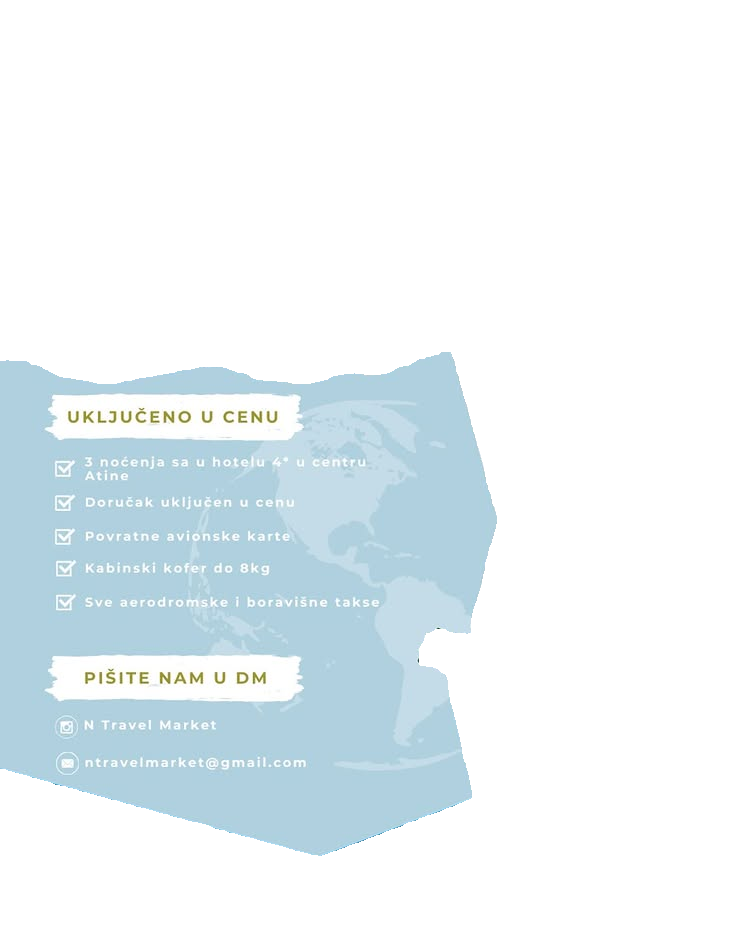 UKLJUČENO U CENU
3 noćenja sa u hotelu 4* u centru
Atine
Doručak uključen u cenu
Povratne avionske karte
Kabinski kofer do 8kg
Sve aerodromske i boravišne takse
PIŠITE NAM U DM
N Travel Market
ntravelmarket@gmail.com